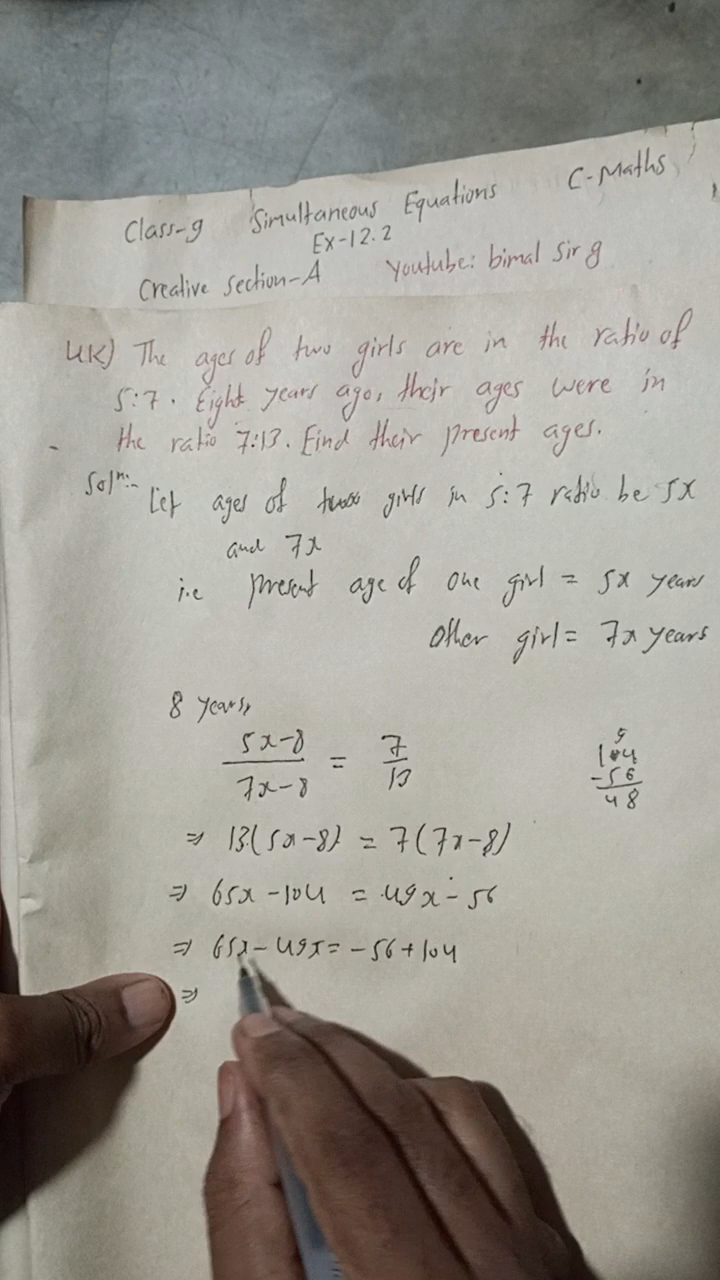 Class-9 Simultaneous Equations C-Maths
Ex-12.2
Creative section-A Youtube: bimal Sir g
4k) The ages of two girls are in the ratio of
5:7. Eight years ago, their ages were in
the ratio 7:13. Find their present ages.
Solⁿ:- Let ages of two girls in 5:7 ratio be 5x
and 7x
i.e present age of one girl = 5x years
Other girl = 7x years
8 years,
5x-8 / 7x-8 = 7/13
⇒ 13(5x-8) = 7(7x-8)
⇒ 65x - 104 = 49x - 56
⇒ 65x - 49x = -56 + 104
⇒
9
104
-56
48